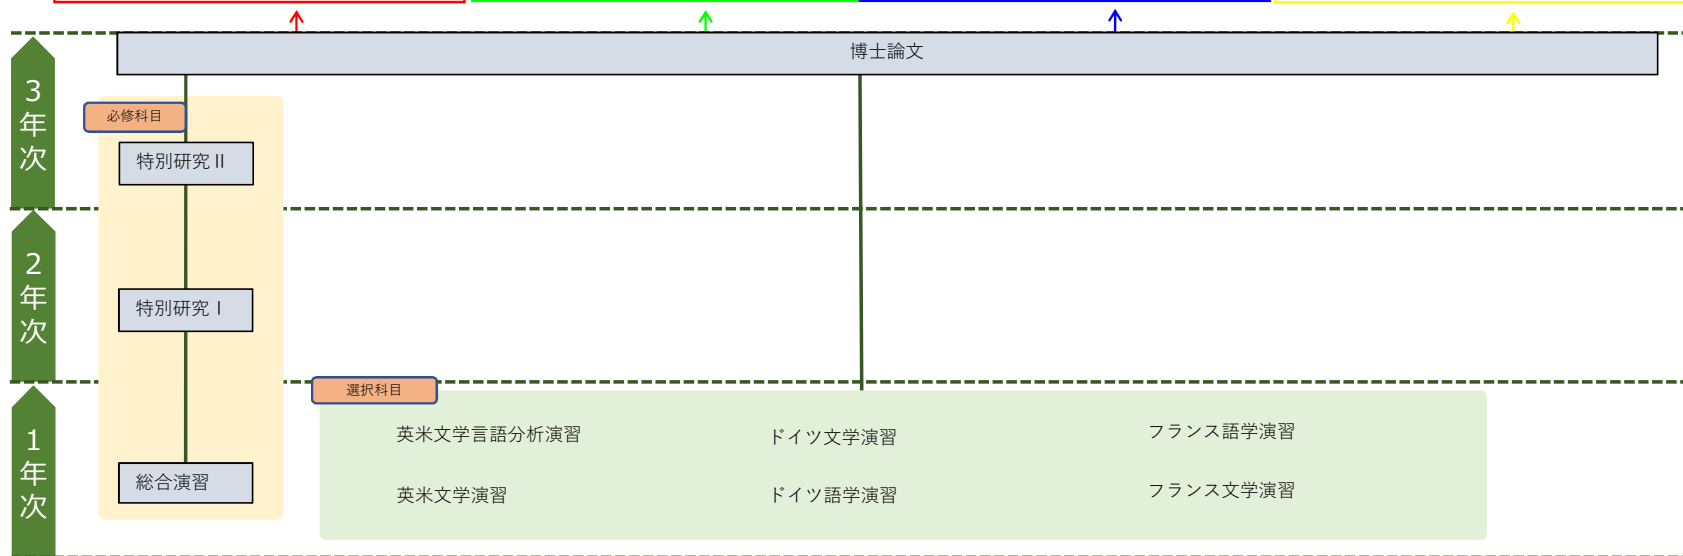 博士論文
3年次
必修科目
特別研究Ⅱ
2年次
特別研究Ⅰ
選択科目
1年次
英米文学言語分析演習
ドイツ文学演習
フランス語学演習
総合演習
英米文学演習
ドイツ語学演習
フランス文学演習